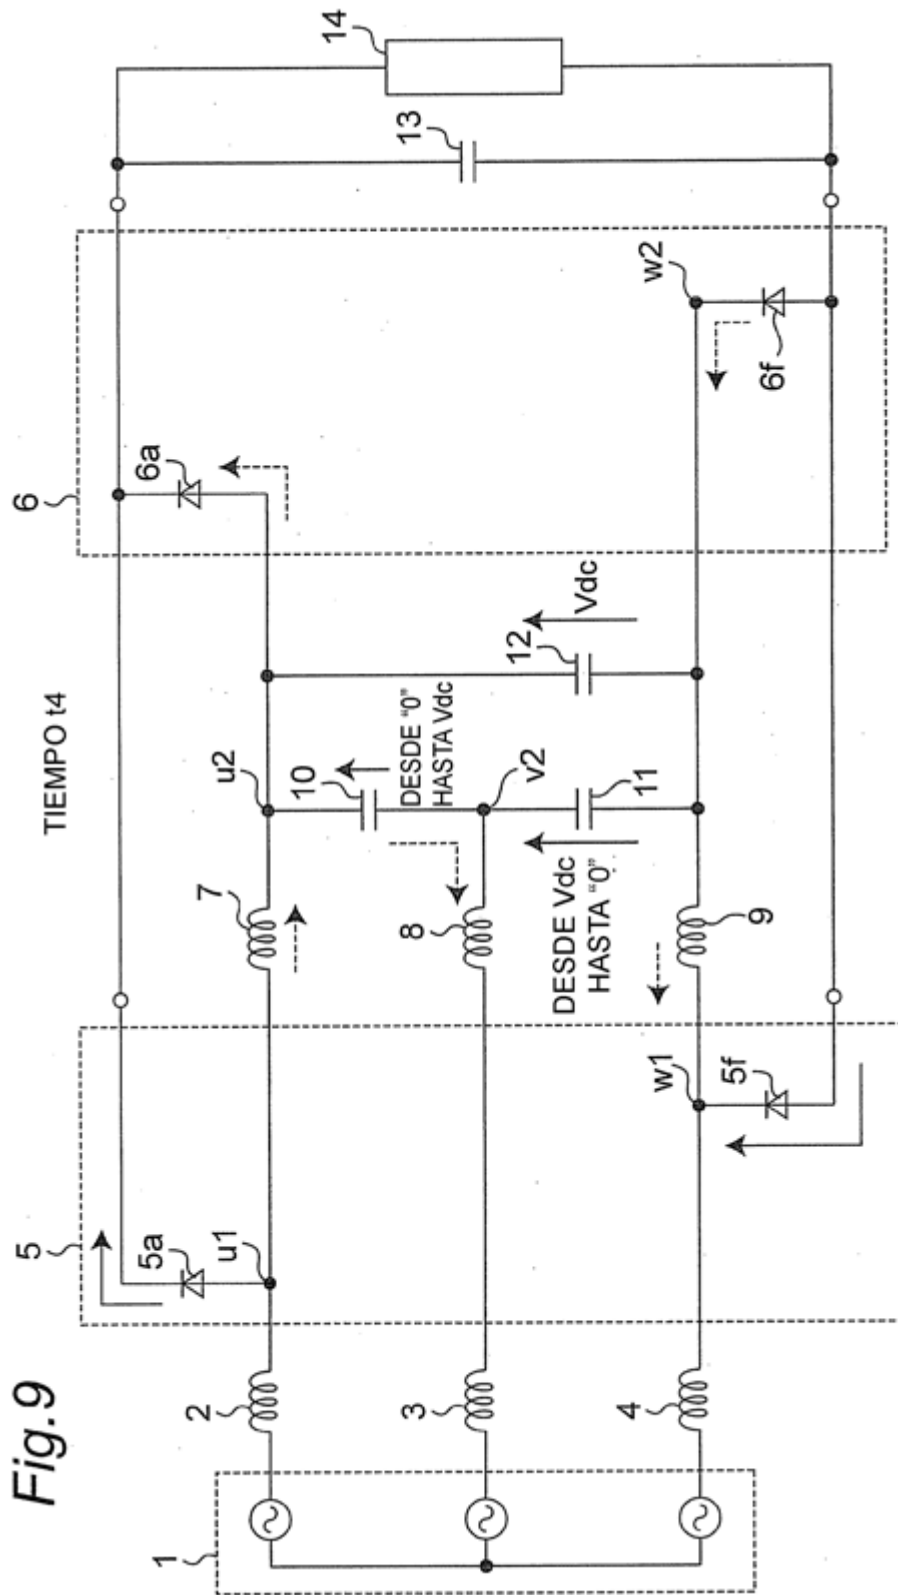 Fig.9
TIEMPO t4
1
2
3
4
5
5a
u1
w1
5f
7
8
9
u2
10
DESDE “0”
HASTA Vdc
v2
11
DESDE Vdc
HASTA “0”
12
Vdc
6
6a
w2
6f
13
14